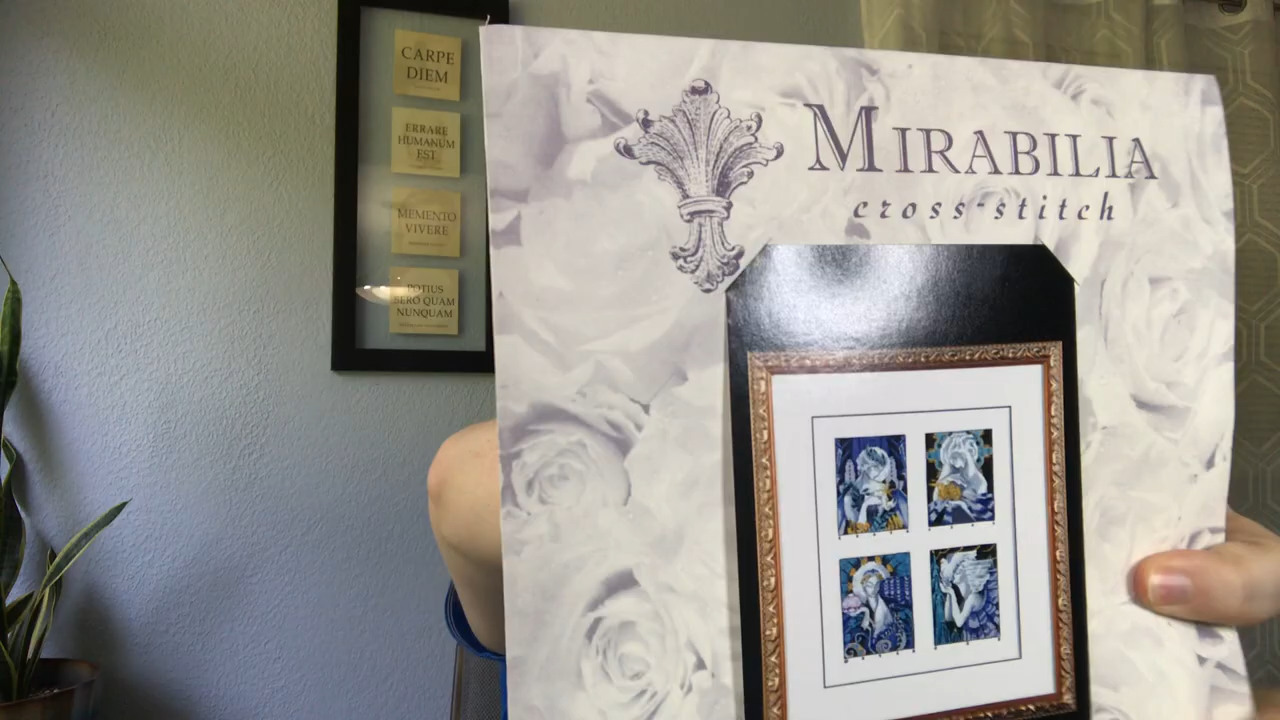 CARPE
DIEM
ERRARE
HUMANUM
EST
MEMENTO
VIVERE
POTIUS
SERO QUAM
NUNQUAM
MIRABILIA
cross-stitch